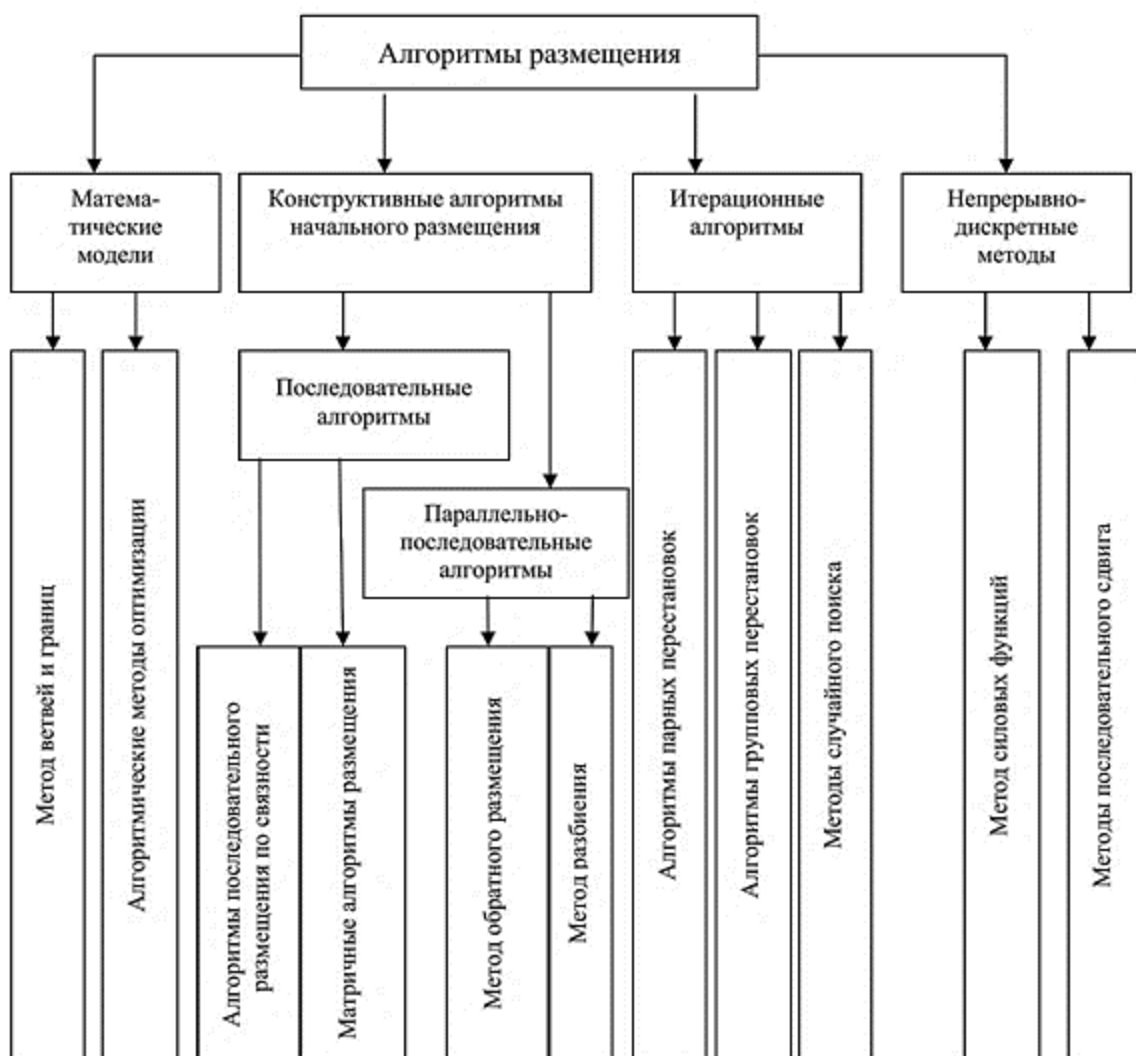 Алгоритмы размещения
Матема-
тические
модели
Конструктивные алгоритмы
начального размещения
Итерационные
алгоритмы
Непрерывно-
дискретные
методы
Последовательные
алгоритмы
Параллельно-
последовательные
алгоритмы
Метод ветвей и границ
Алгоритмические методы оптимизации
Алгоритмы последовательного
размещения по связности
Матричные алгоритмы размещения
Метод обратного размещения
Метод разбиения
Алгоритмы парных перестановок
Алгоритмы групповых перестановок
Методы случайного поиска
Метод силовых функций
Методы последовательного сдвига